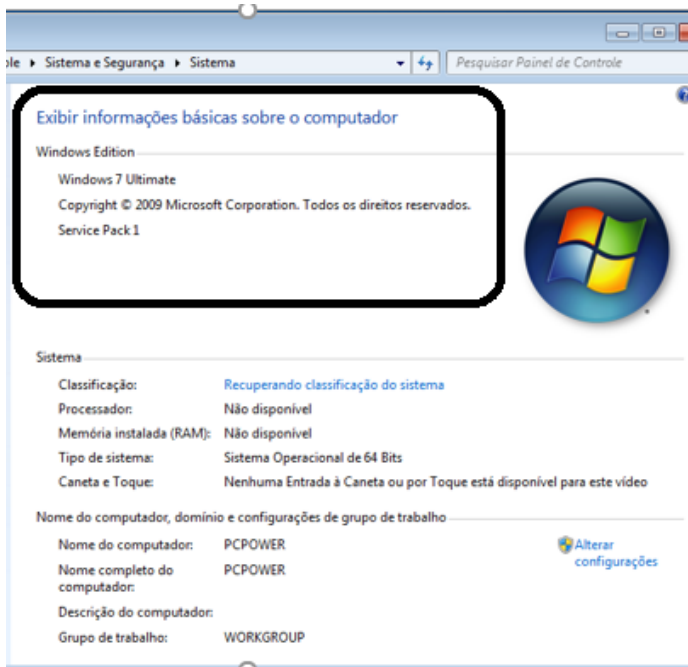 ole ▸ Sistema e Segurança ▸ Sistema
Pesquisar Painel de Controle
Exibir informações básicas sobre o computador
Windows Edition
Windows 7 Ultimate
Copyright © 2009 Microsoft Corporation. Todos os direitos reservados.
Service Pack 1
Sistema
Classificação: Recuperando classificação do sistema
Processador: Não disponível
Memória instalada (RAM): Não disponível
Tipo de sistema: Sistema Operacional de 64 Bits
Caneta e Toque: Nenhuma Entrada à Caneta ou por Toque está disponível para este vídeo
Nome do computador, domínio e configurações de grupo de trabalho
Nome do computador: PCPOWER
Alterar
configurações
Nome completo do
computador:
PCPOWER
Descrição do computador:
Grupo de trabalho: WORKGROUP